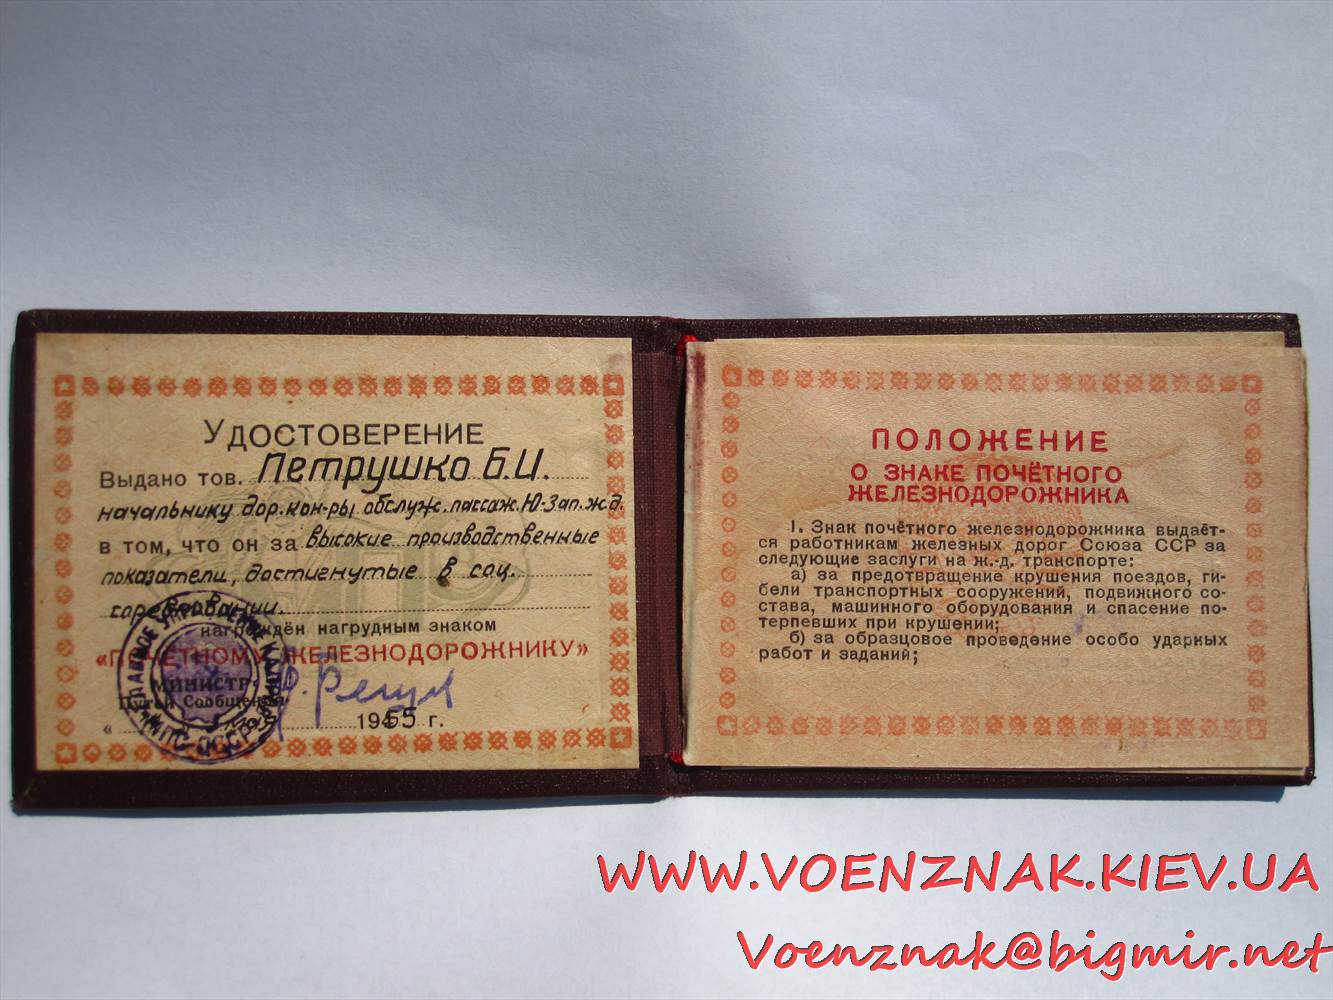 УДОСТОВЕРЕНИЕ
Выдано тов. Петрушко Б.И.
начальнику дор.кон-ры обслуж.пассаж.Ю-Зап.ж.д.
в том, что он за высокие производственные
показатели, достигнутые в соц.
соревновании.
награждён нагрудным знаком
«ПОЧЁТНОМУ ЖЕЛЕЗНОДОРОЖНИКУ»
МИНИСТР
Путей Сообщения
« 1955 г.
ПОЛОЖЕНИЕ
О ЗНАКЕ ПОЧЁТНОГО
ЖЕЛЕЗНОДОРОЖНИКА
1. Знак почётного железнодорожника выдаёт-
ся работникам железных дорог Союза ССР за
следующие заслуги на ж.-д. транспорте:
а) за предотвращение крушения поездов, ги-
бели транспортных сооружений, подвижного со-
става, машинного оборудования и спасение по-
терпевших при крушении;
б) за образцовое проведение особо ударных
работ и заданий;
WWW.VOENZNAK.KIEV.UA
Voenznak@bigmir.net